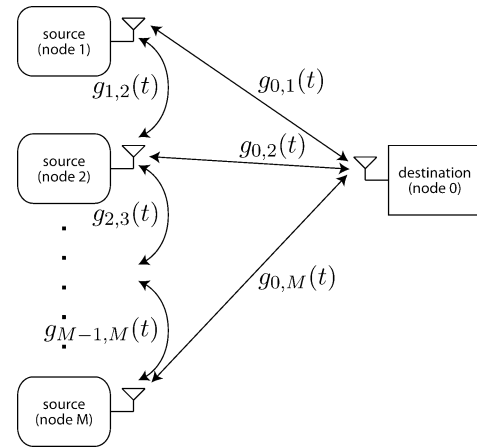 source
(node 1)
g_{1,2}(t)
g_{0,1}(t)
source
(node 2)
g_{0,2}(t)
destination
(node 0)
g_{2,3}(t)
g_{0,M}(t)
g_{M-1,M}(t)
source
(node M)